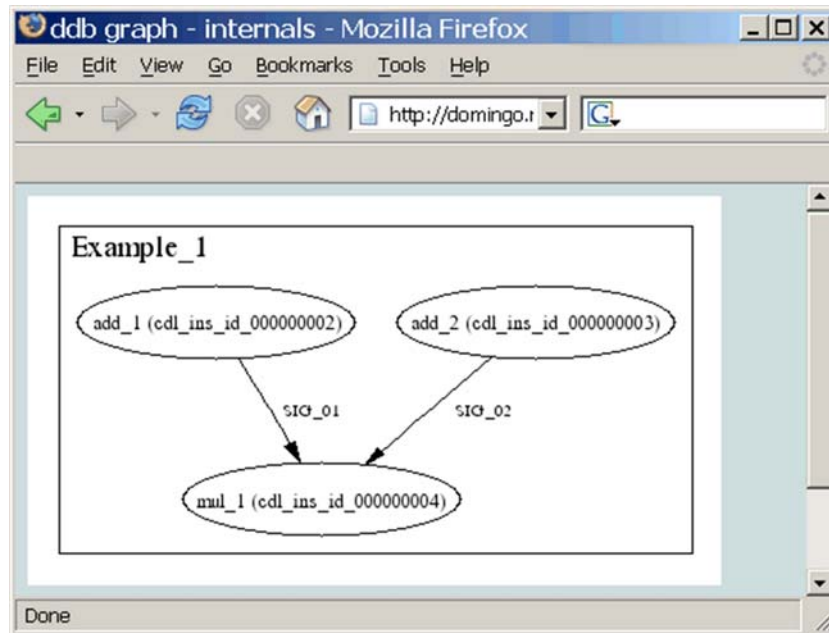 ddb graph - internals - Mozilla Firefox
File Edit View Go Bookmarks Tools Help
http://domingo.r
G
Example_1
add_1 (cdl_ins_id_000000002)
add_2 (cdl_ins_id_000000003)
SIG_01
SIG_02
mul_1 (cdl_ins_id_000000004)
Done